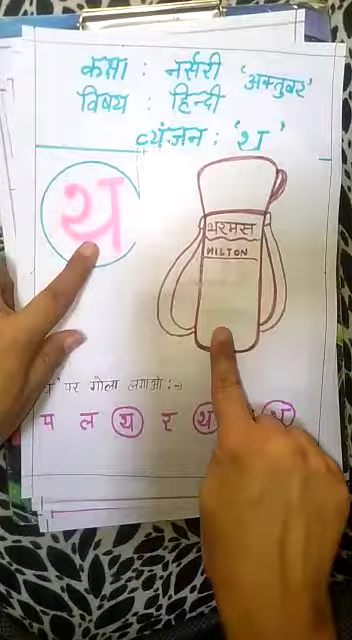 कक्षा : नर्सरी 'अक्तुबर'
विषय : हिन्दी
व्यंजन : 'थ'
थ
थरमस
MILTON
पर गोला लगाओ :-
प ल थ र थ थ